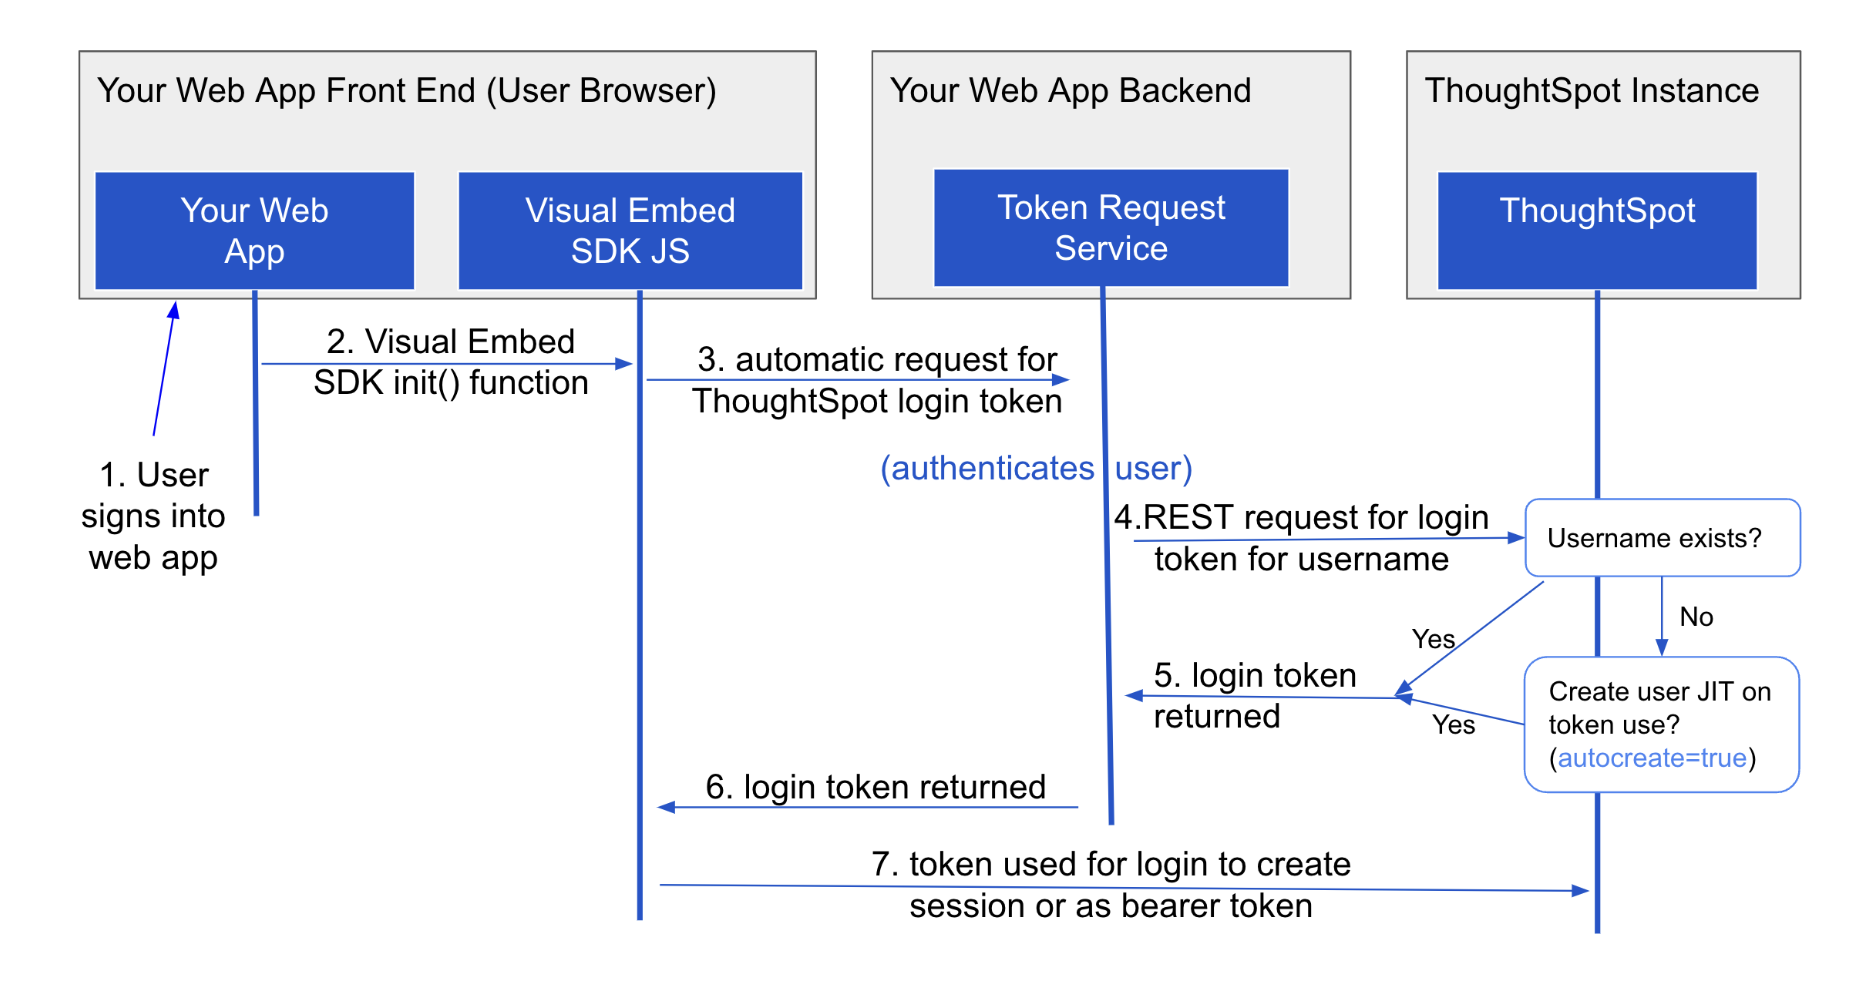 Your Web App Front End (User Browser)
Your Web App Backend
ThoughtSpot Instance
Your Web
App
Visual Embed
SDK JS
Token Request
Service
ThoughtSpot
1. User
signs into
web app
2. Visual Embed
SDK init() function
3. automatic request for
ThoughtSpot login token
(authenticates user)
4.REST request for login
token for username
Username exists?
No
Yes
Create user JIT on
token use?
(autocreate=true)
Yes
5. login token
returned
6. login token returned
7. token used for login to create
session or as bearer token